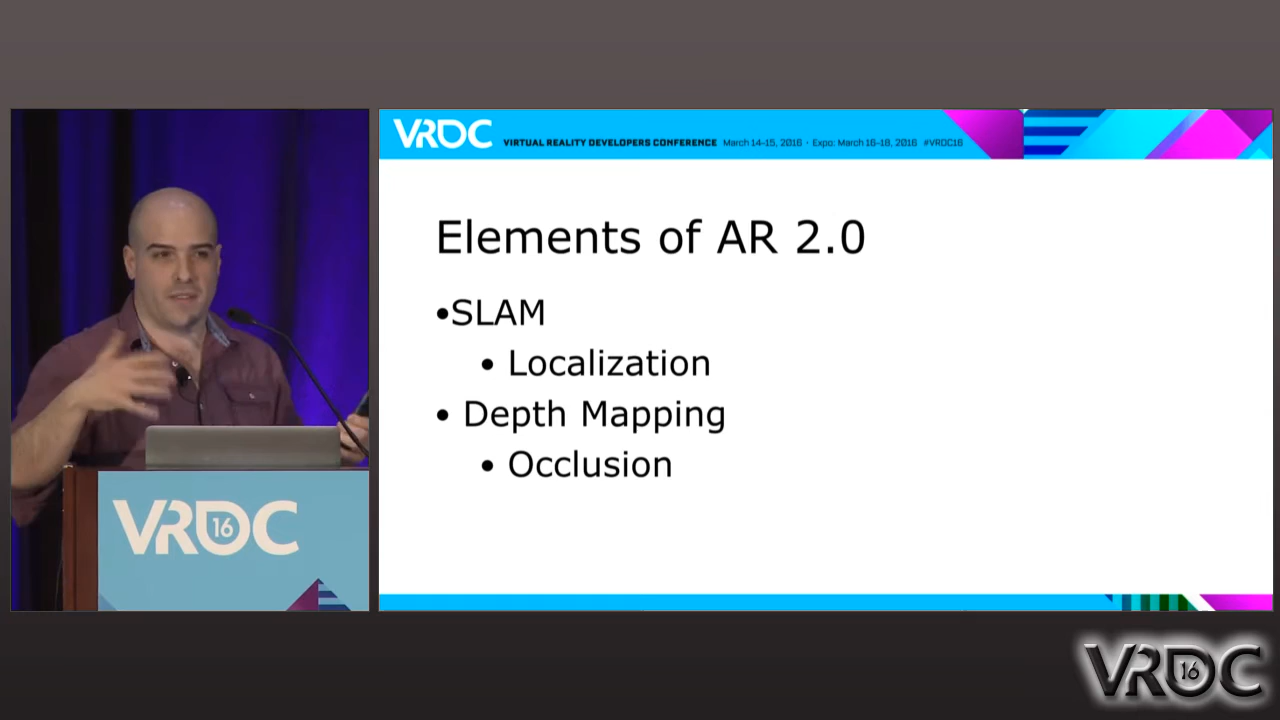 VRDC VIRTUAL REALITY DEVELOPERS CONFERENCE March 14-15, 2016 · Expo: March 16-18, 2016 #VRDC16
Elements of AR 2.0
•SLAM
• Localization
• Depth Mapping
• Occlusion
VRDC 16
VRDC 16